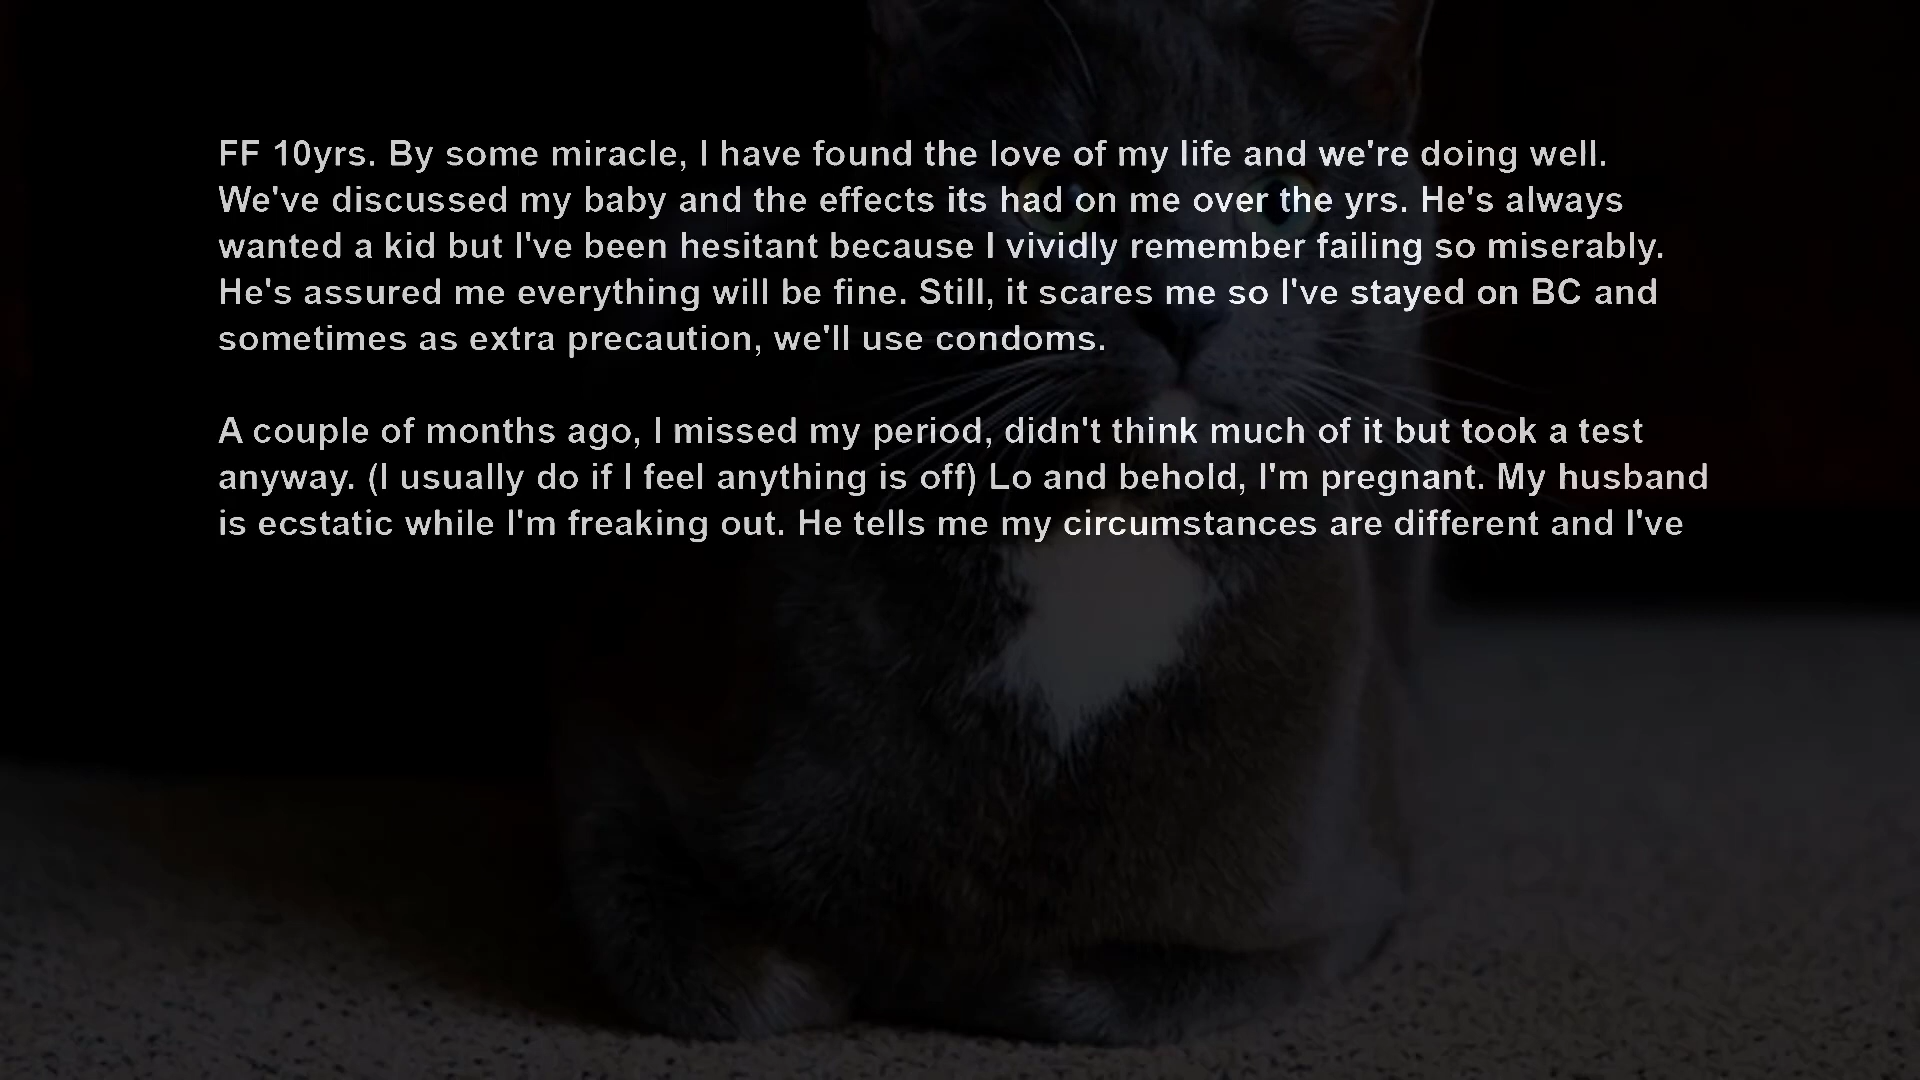 FF 10yrs. By some miracle, I have found the love of my life and we're doing well.
We've discussed my baby and the effects its had on me over the yrs. He's always
wanted a kid but I've been hesitant because I vividly remember failing so miserably.
He's assured me everything will be fine. Still, it scares me so I've stayed on BC and
sometimes as extra precaution, we'll use condoms.
A couple of months ago, I missed my period, didn't think much of it but took a test
anyway. (I usually do if I feel anything is off) Lo and behold, I'm pregnant. My husband
is ecstatic while I'm freaking out. He tells me my circumstances are different and I've